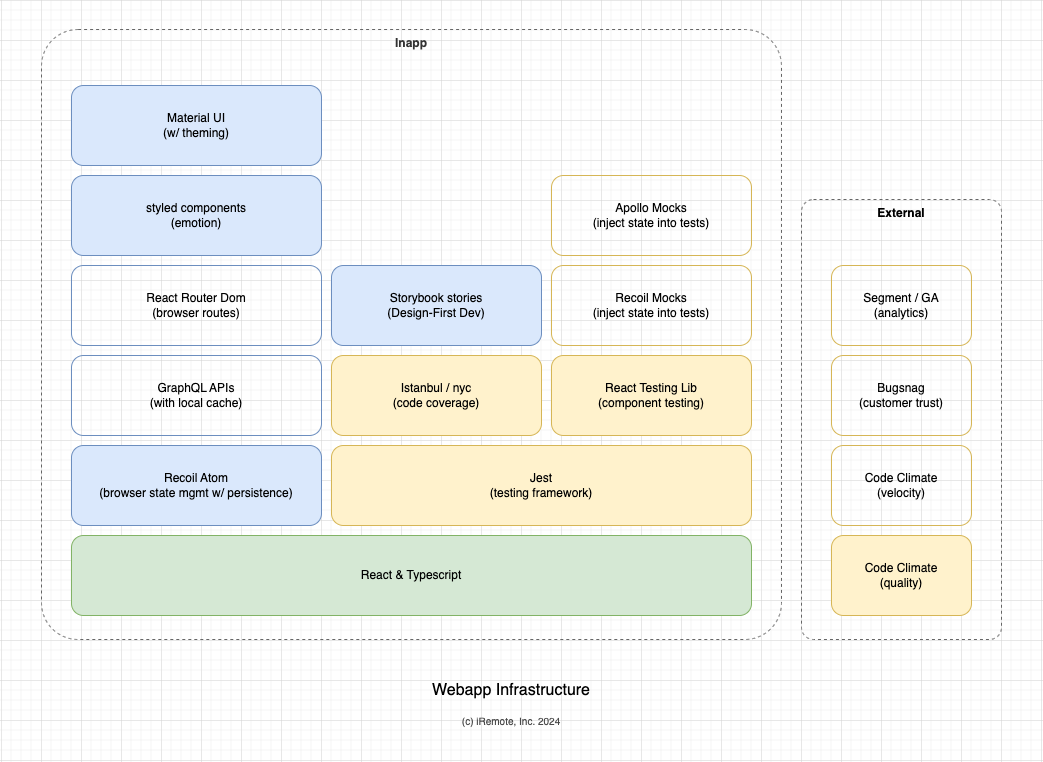 Inapp
Material UI
(w/ theming)
styled components
(emotion)
Apollo Mocks
(inject state into tests)
External
React Router Dom
(browser routes)
Storybook stories
(Design-First Dev)
Recoil Mocks
(inject state into tests)
Segment / GA
(analytics)
GraphQL APIs
(with local cache)
Istanbul / nyc
(code coverage)
React Testing Lib
(component testing)
Bugsnag
(customer trust)
Recoil Atom
(browser state mgmt w/ persistence)
Jest
(testing framework)
Code Climate
(velocity)
React & Typescript
Code Climate
(quality)
Webapp Infrastructure
(c) iRemote, Inc. 2024